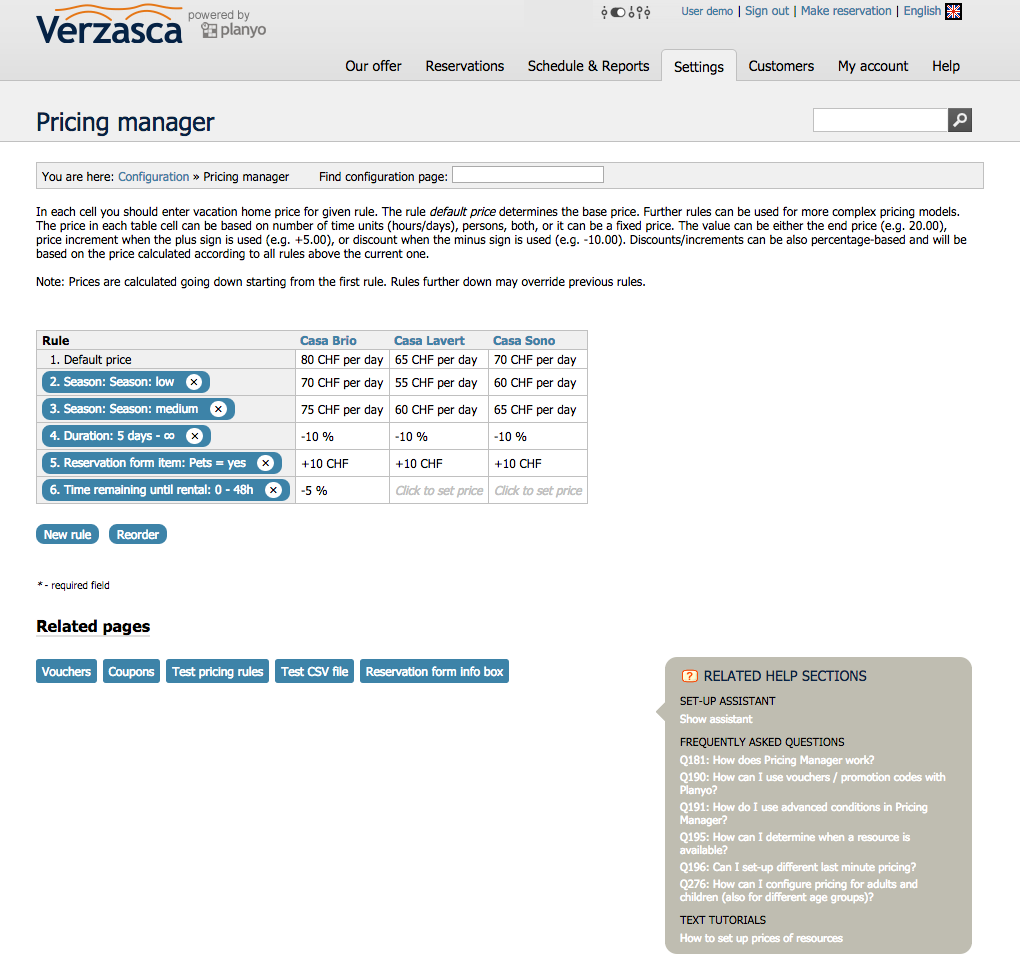 Verzasca
powered by
planyo
User demo | Sign out | Make reservation | English
Our offer Reservations Schedule & Reports Settings Customers My account Help
Pricing manager
You are here: Configuration » Pricing manager Find configuration page:
In each cell you should enter vacation home price for given rule. The rule default price determines the base price. Further rules can be used for more complex pricing models.
The price in each table cell can be based on number of time units (hours/days), persons, both, or it can be a fixed price. The value can be either the end price (e.g. 20.00),
price increment when the plus sign is used (e.g. +5.00), or discount when the minus sign is used (e.g. -10.00). Discounts/increments can be also percentage-based and will be
based on the price calculated according to all rules above the current one.
Note: Prices are calculated going down starting from the first rule. Rules further down may override previous rules.
Rule Casa Brio Casa Lavert Casa Sono
1. Default price 80 CHF per day 65 CHF per day 70 CHF per day
2. Season: Season: low 70 CHF per day 55 CHF per day 60 CHF per day
3. Season: Season: medium 75 CHF per day 60 CHF per day 65 CHF per day
4. Duration: 5 days - ∞ -10 % -10 % -10 %
5. Reservation form item: Pets = yes +10 CHF +10 CHF +10 CHF
6. Time remaining until rental: 0 - 48h -5 % Click to set price Click to set price
New rule Reorder
* - required field
Related pages
Vouchers Coupons Test pricing rules Test CSV file Reservation form info box
? RELATED HELP SECTIONS
SET-UP ASSISTANT
Show assistant
FREQUENTLY ASKED QUESTIONS
Q181: How does Pricing Manager work?
Q190: How can I use vouchers / promotion codes with
Planyo?
Q191: How do I use advanced conditions in Pricing
Manager?
Q195: How can I determine when a resource is
available?
Q196: Can I set-up different last minute pricing?
Q276: How can I configure pricing for adults and
children (also for different age groups)?
TEXT TUTORIALS
How to set up prices of resources